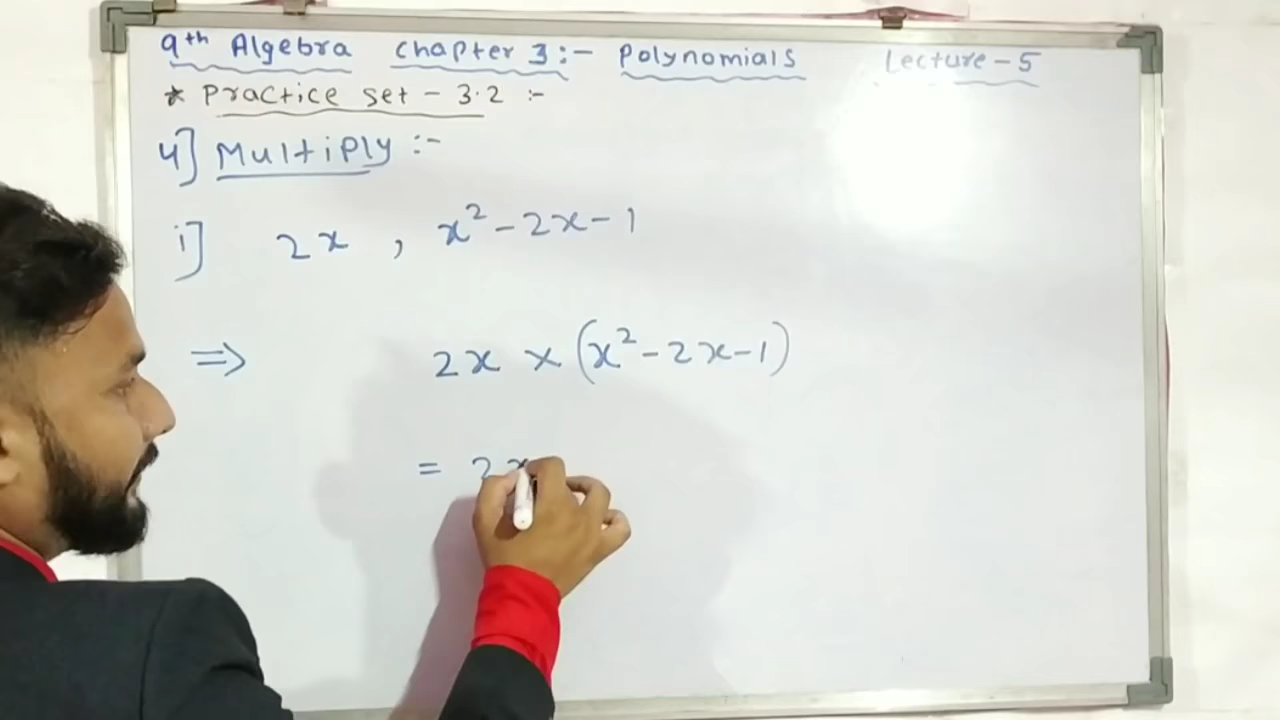 9th Algebra Chapter 3:- Polynomials Lecture-5
* Practice set - 3.2 :-
4] Multiply :-
i] 2x , x²-2x-1
⇒ 2x × (x²-2x-1)
= 2x